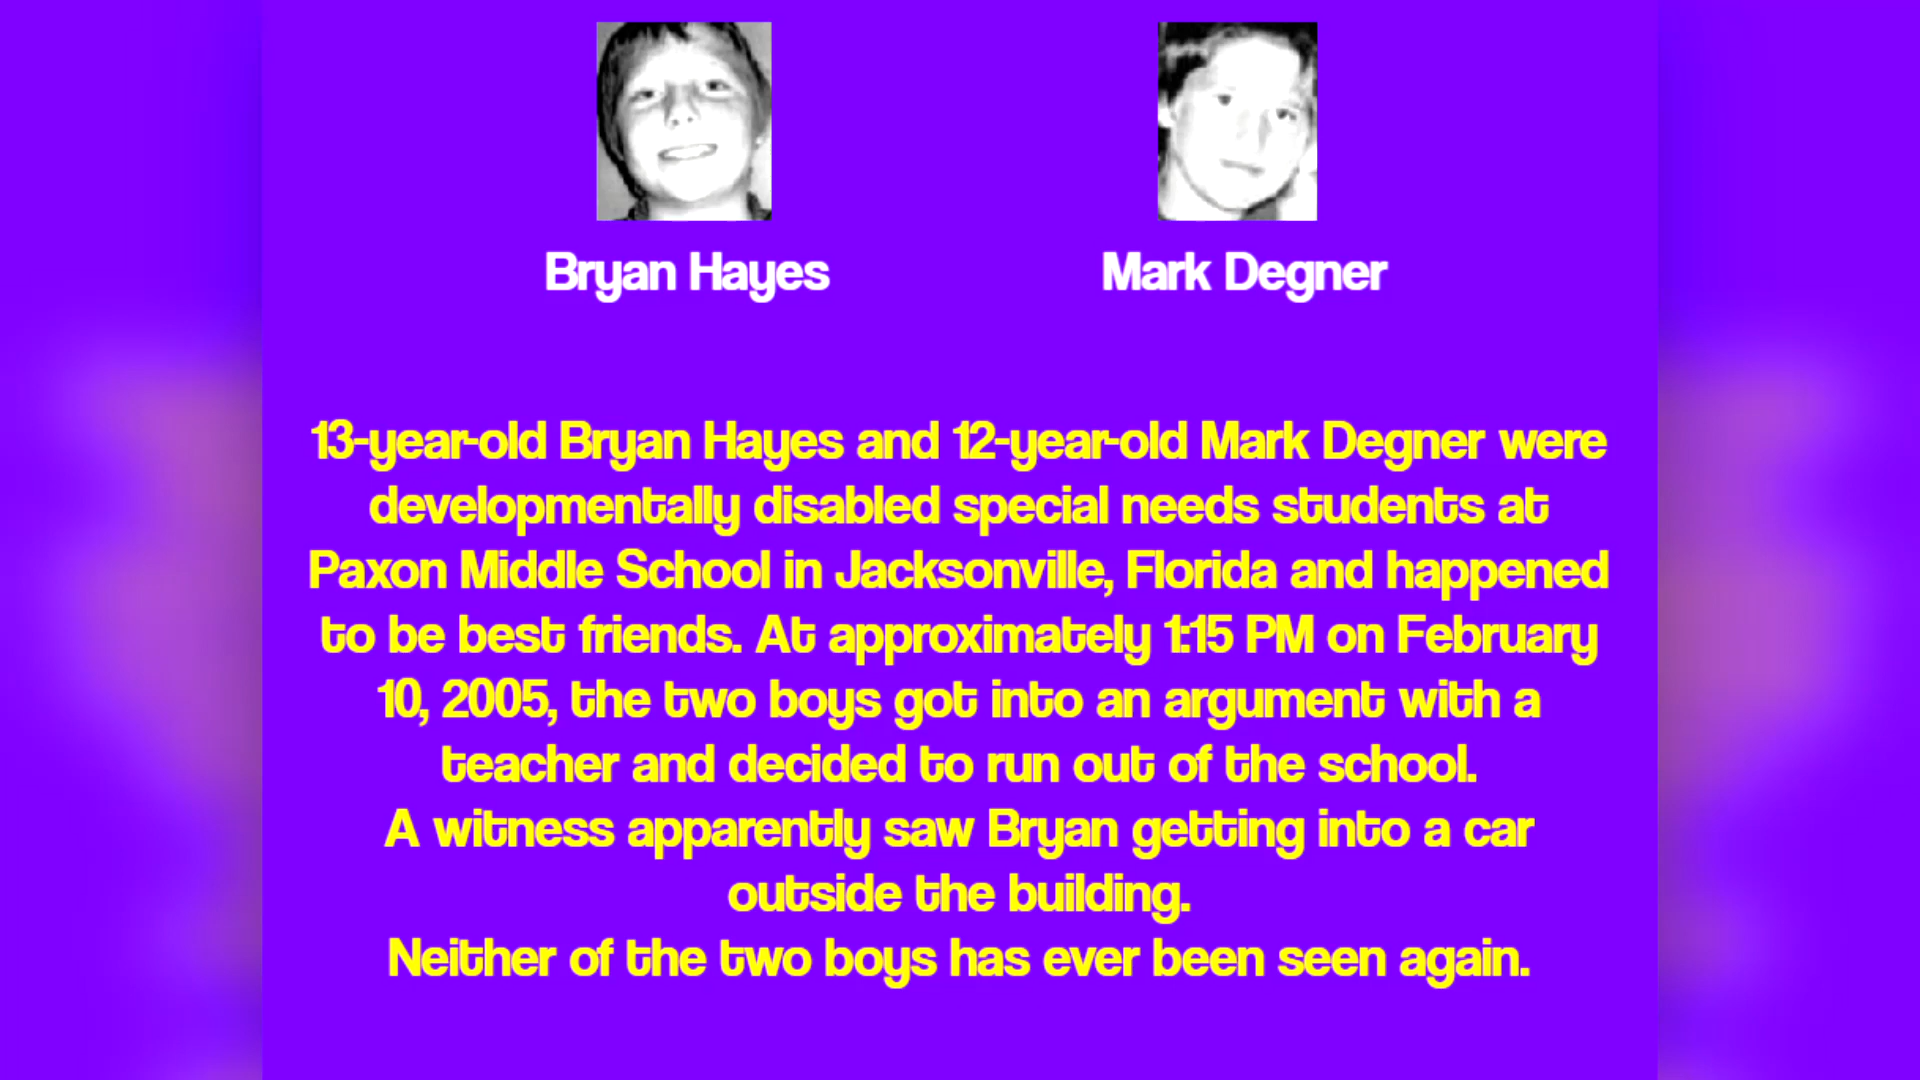 Bryan Hayes
Mark Degner
13-year-old Bryan Hayes and 12-year-old Mark Degner were
developmentally disabled special needs students at
Paxon Middle School in Jacksonville, Florida and happened
to be best friends. At approximately 1:15 PM on February
10, 2005, the two boys got into an argument with a
teacher and decided to run out of the school.
A witness apparently saw Bryan getting into a car
outside the building.
Neither of the two boys has ever been seen again.